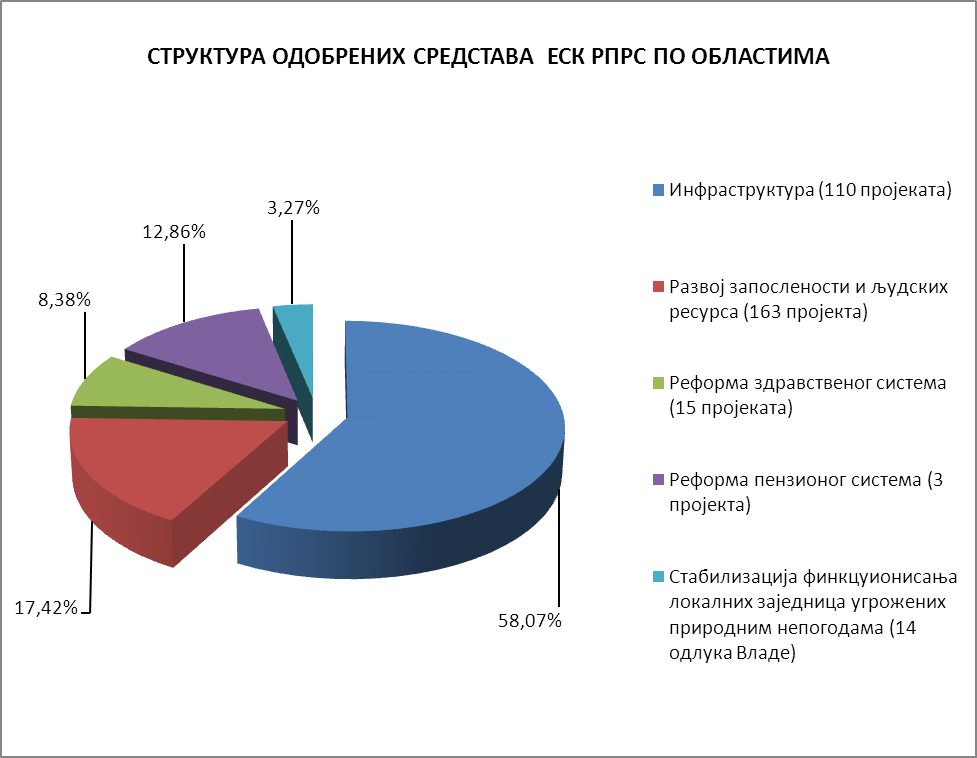 СТРУКТУРА ОДОБРЕНИХ СРЕДСТАВА  ЕСК РПРС ПО ОБЛАСТИМА
3,27%
12,86%
8,38%
17,42%
58,07%
Инфраструктура (110 пројеката)
Развој запослености и људских
ресурса (163 пројекта)
Реформа здравственог система
(15 пројеката)
Реформа пензионог система (3
пројекта)
Стабилизација финкцуионисања
локалних заједница угрожених
природним непогодама (14
одлука Владе)